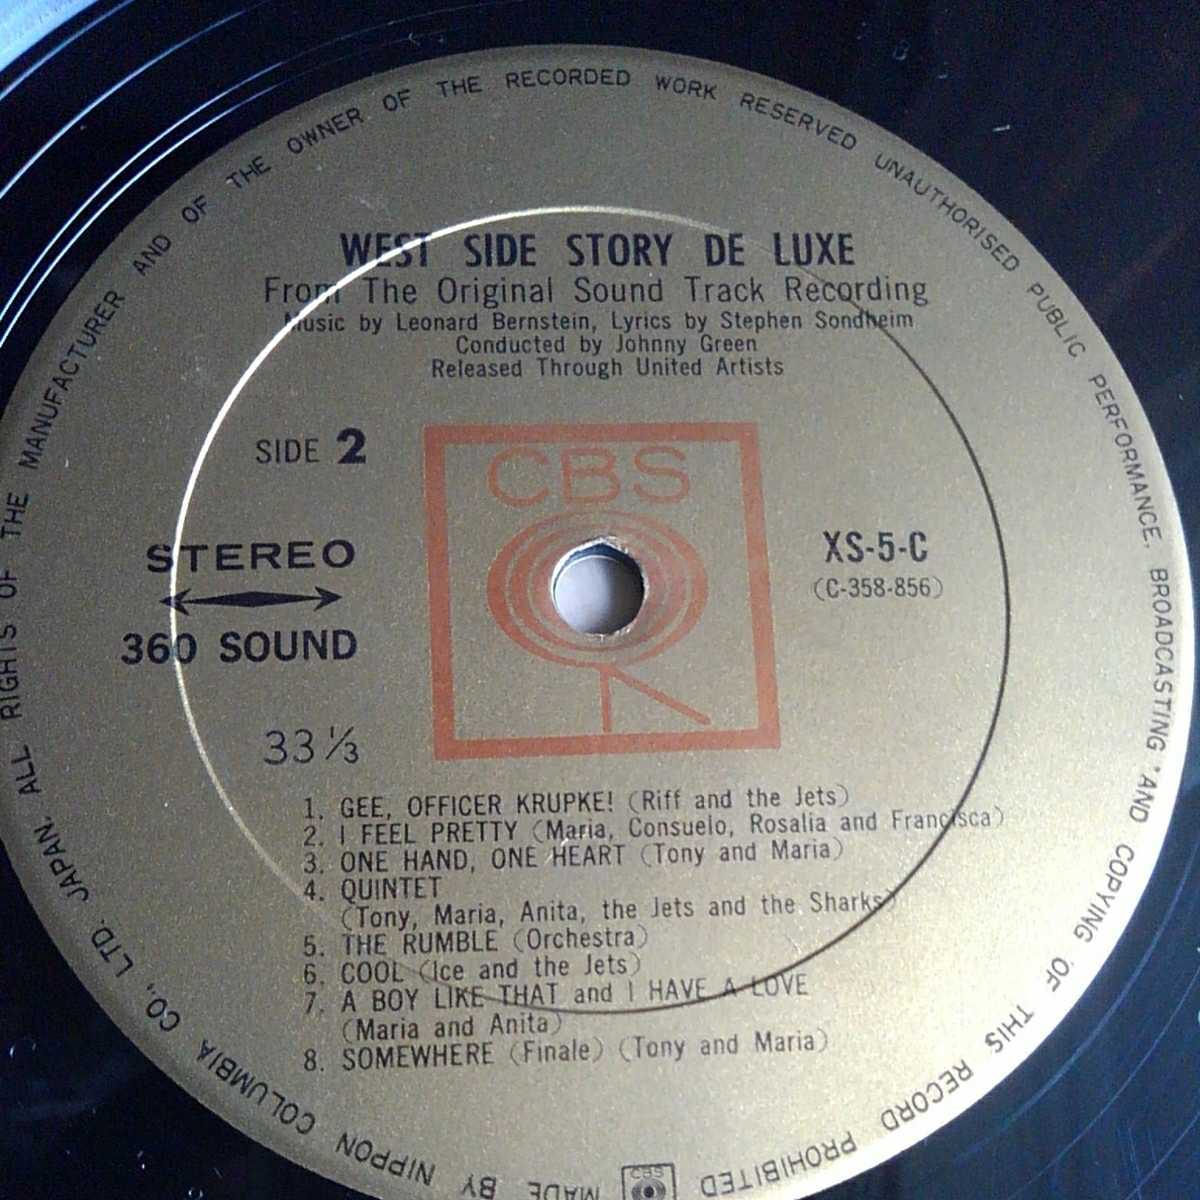 WEST SIDE STORY DE LUXE
From The Original Sound Track Recording
Music by Leonard Bernstein, Lyrics by Stephen Sondheim
Conducted by Johnny Green
Released Through United Artists
SIDE 2
CBS
STEREO
360 SOUND
XS-5-C
(C-358-856)
33 ⅓
1. GEE, OFFICER KRUPKE! (Riff and the Jets)
2. I FEEL PRETTY (Maria, Consuelo, Rosalia and Francisca)
3. ONE HAND, ONE HEART (Tony and Maria)
4. QUINTET
(Tony, Maria, Anita, the Jets and the Sharks)
5. THE RUMBLE (Orchestra)
6. COOL (Ice and the Jets)
7. A BOY LIKE THAT and I HAVE A LOVE
(Maria and Anita)
8. SOMEWHERE (Finale) (Tony and Maria)
MADE BY NIPPON COLUMBIA CO., LTD. JAPAN. ALL RIGHTS OF THE MANUFACTURER AND OF THE OWNER OF THE RECORDED WORK RESERVED UNAUTHORISED PUBLIC PERFORMANCE, BROADCASTING "AND COPYING" OF THIS RECORD PROHIBITED
CBS